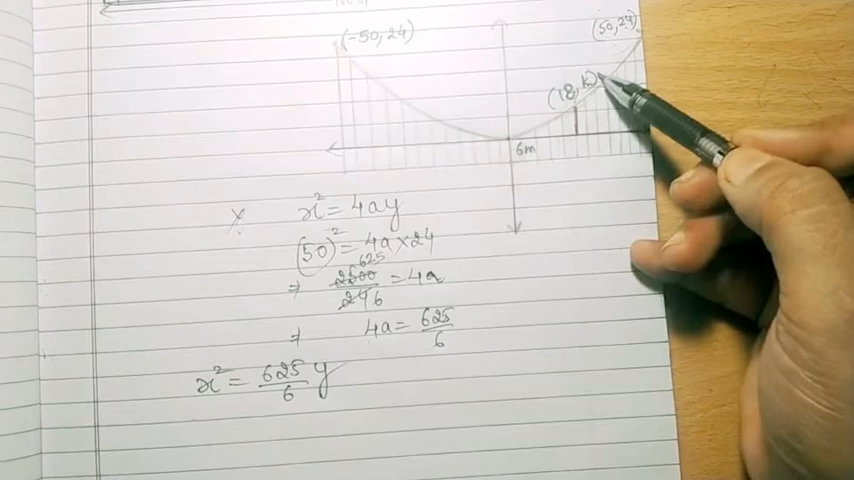 (-50,24)
(50,24)
(18,k)
6m
x² = 4ay
(50)² = 4a×24
⇒ 2500 625 / 24 6 = 4a
⇒ 4a = 625/6
x² = 625/6 y